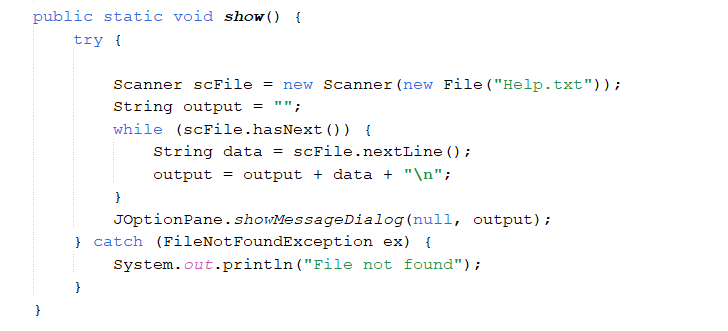 public static void show() {
    try {
        Scanner scFile = new Scanner(new File("Help.txt"));
        String output = "";
        while (scFile.hasNext()) {
            String data = scFile.nextLine();
            output = output + data + "\n";
        }
        JOptionPane.showMessageDialog(null, output);
    } catch (FileNotFoundException ex) {
        System.out.println("File not found");
    }
}